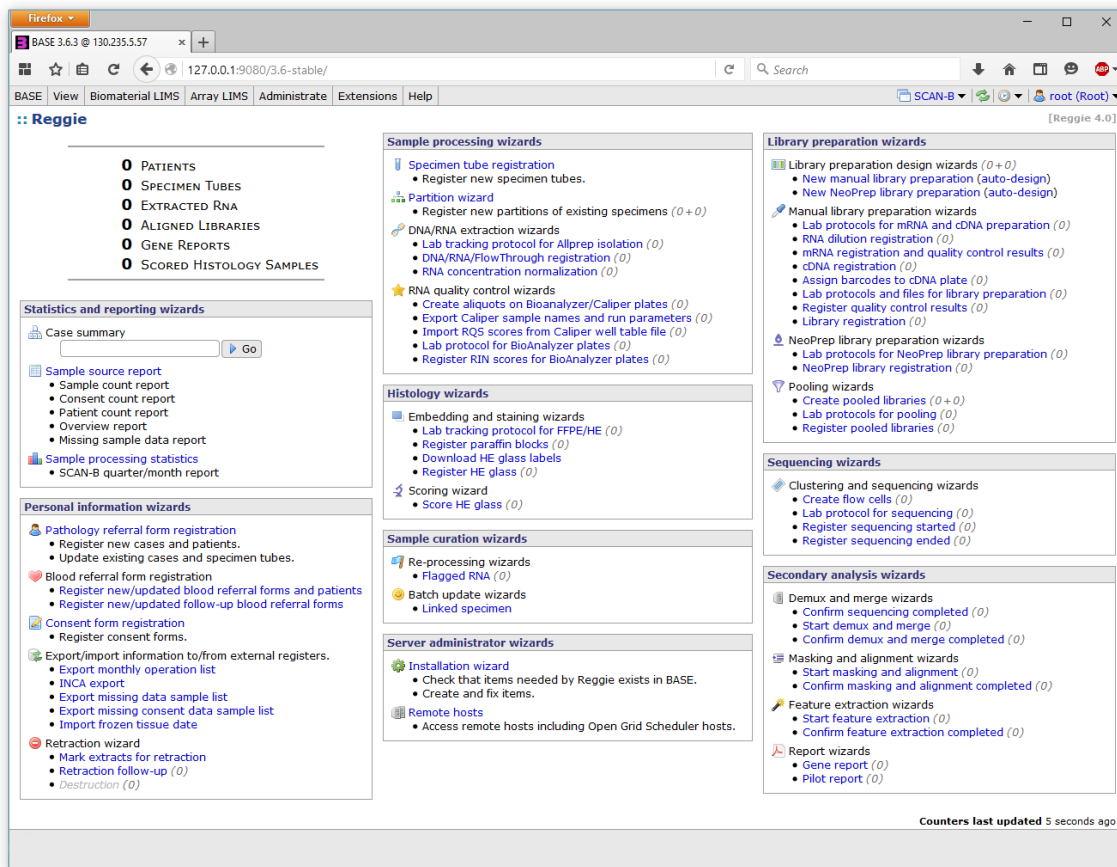 Firefox
BASE 3.6.3 @ 130.235.5.57
127.0.0.1:9080/3.6-stable/
Search
ABP
BASE View Biomaterial LIMS Array LIMS Administrate Extensions Help
SCAN-B
root (Root)
:: Reggie
[Reggie 4.0]
0 Patients
0 Specimen Tubes
0 Extracted Rna
0 Aligned Libraries
0 Gene Reports
0 Scored Histology Samples
Statistics and reporting wizards
Case summary
Go
Sample source report
• Sample count report
• Consent count report
• Patient count report
• Overview report
• Missing sample data report
Sample processing statistics
• SCAN-B quarter/month report
Personal information wizards
Pathology referral form registration
• Register new cases and patients.
• Update existing cases and specimen tubes.
Blood referral form registration
• Register new/updated blood referral forms and patients
• Register new/updated follow-up blood referral forms
Consent form registration
• Register consent forms.
Export/import information to/from external registers.
• Export monthly operation list
• INCA export
• Export missing data sample list
• Export missing consent data sample list
• Import frozen tissue date
Retraction wizard
• Mark extracts for retraction
• Retraction follow-up (0)
• Destruction (0)
Sample processing wizards
Specimen tube registration
• Register new specimen tubes.
Partition wizard
• Register new partitions of existing specimens (0+0)
DNA/RNA extraction wizards
• Lab tracking protocol for Allprep isolation (0)
• DNA/RNA/FlowThrough registration (0)
• RNA concentration normalization (0)
RNA quality control wizards
• Create aliquots on Bioanalyzer/Caliper plates (0)
• Export Caliper sample names and run parameters (0)
• Import RQS scores from Caliper well table file (0)
• Lab protocol for BioAnalyzer plates (0)
• Register RIN scores for BioAnalyzer plates (0)
Histology wizards
Embedding and staining wizards
• Lab tracking protocol for FFPE/HE (0)
• Register paraffin blocks (0)
• Download HE glass labels
• Register HE glass (0)
Scoring wizard
• Score HE glass (0)
Sample curation wizards
Re-processing wizards
• Flagged RNA (0)
Batch update wizards
• Linked specimen
Server administrator wizards
Installation wizard
• Check that items needed by Reggie exists in BASE.
• Create and fix items.
Remote hosts
• Access remote hosts including Open Grid Scheduler hosts.
Library preparation wizards
Library preparation design wizards (0+0)
• New manual library preparation (auto-design)
• New NeoPrep library preparation (auto-design)
Manual library preparation wizards
• Lab protocols for mRNA and cDNA preparation (0)
• RNA dilution registration (0)
• mRNA registration and quality control results (0)
• cDNA registration (0)
• Assign barcodes to cDNA plate (0)
• Lab protocols and files for library preparation (0)
• Register quality control results (0)
• Library registration (0)
NeoPrep library preparation wizards
• Lab protocols for NeoPrep library preparation (0)
• NeoPrep library registration (0)
Pooling wizards
• Create pooled libraries (0+0)
• Lab protocols for pooling (0)
• Register pooled libraries (0)
Sequencing wizards
Clustering and sequencing wizards
• Create flow cells (0)
• Lab protocol for sequencing (0)
• Register sequencing started (0)
• Register sequencing ended (0)
Secondary analysis wizards
Demux and merge wizards
• Confirm sequencing completed (0)
• Start demux and merge (0)
• Confirm demux and merge completed (0)
Masking and alignment wizards
• Start masking and alignment (0)
• Confirm masking and alignment completed (0)
Feature extraction wizards
• Start feature extraction (0)
• Confirm feature extraction completed (0)
Report wizards
• Gene report (0)
• Pilot report (0)
Counters last updated 5 seconds ago